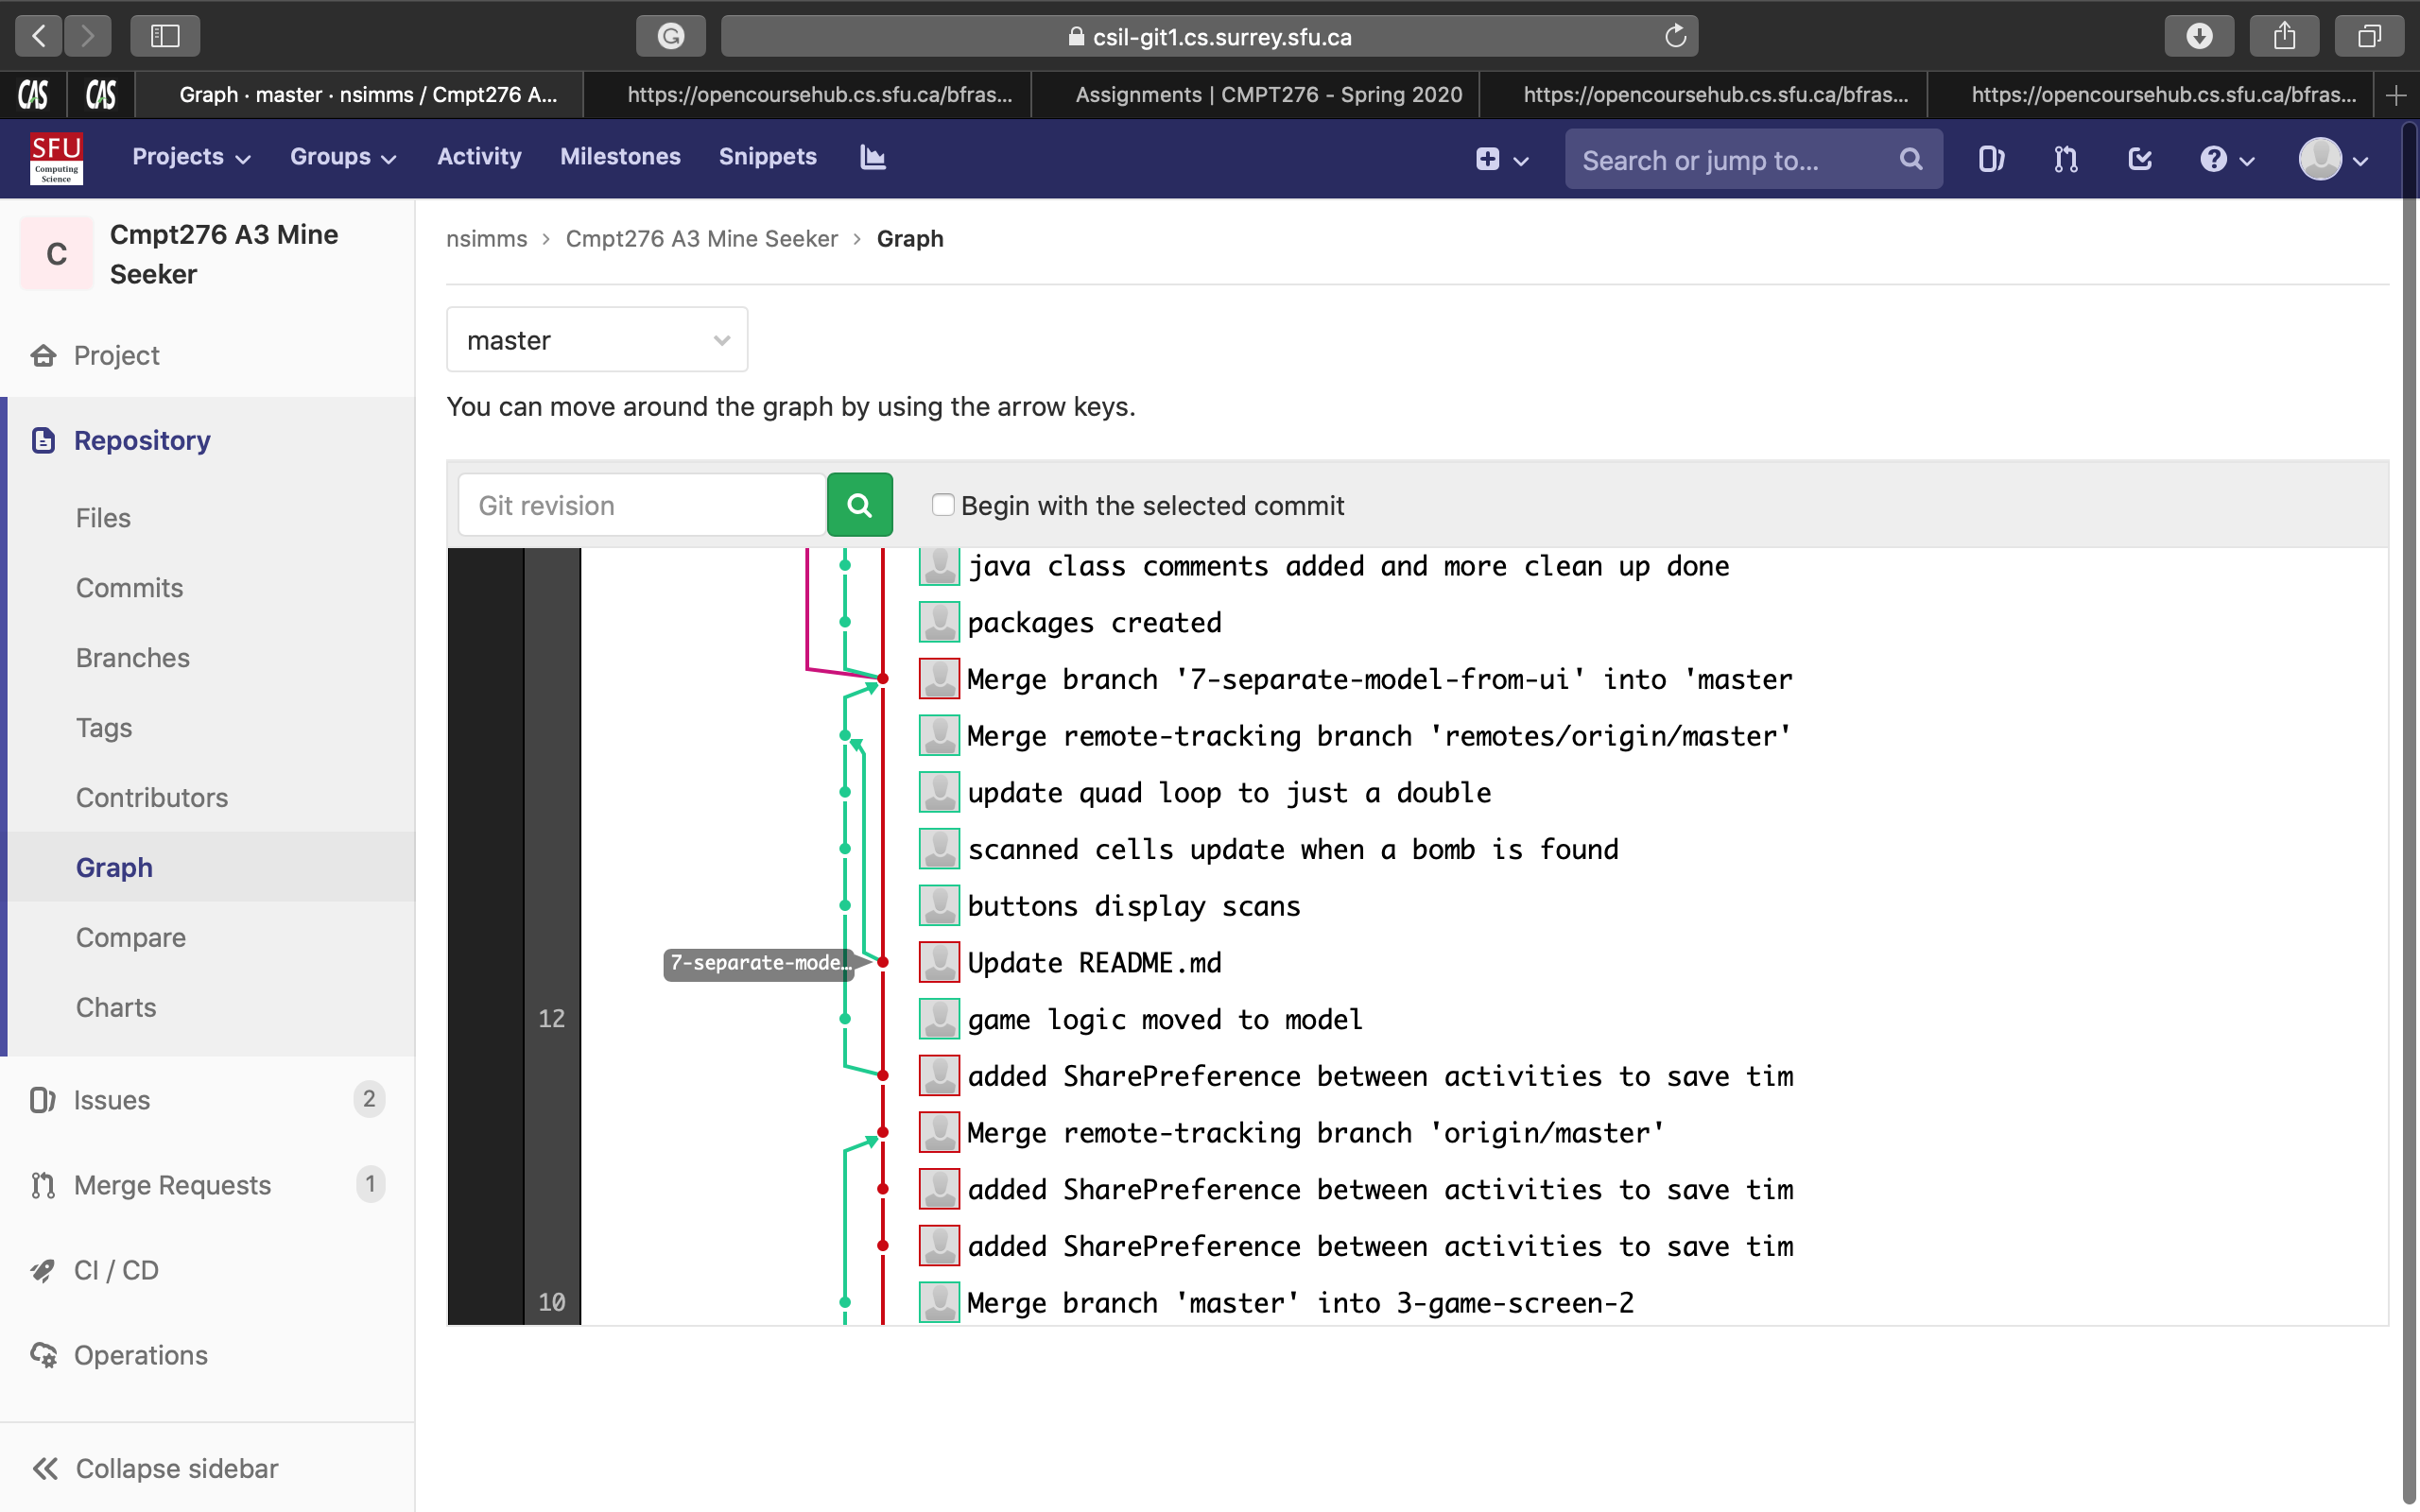 csil-git1.cs.surrey.sfu.ca
CAS
CAS
Graph · master · nsimms / Cmpt276 A...
https://opencoursehub.cs.sfu.ca/bfras...
Assignments | CMPT276 - Spring 2020
https://opencoursehub.cs.sfu.ca/bfras...
https://opencoursehub.cs.sfu.ca/bfras...
SFU
Computing
Science
Projects
Groups
Activity
Milestones
Snippets
Search or jump to...
C
Cmpt276 A3 Mine
Seeker
Project
Repository
Files
Commits
Branches
Tags
Contributors
Graph
Compare
Charts
Issues 2
Merge Requests 1
CI / CD
Operations
Collapse sidebar
nsimms > Cmpt276 A3 Mine Seeker > Graph
master
You can move around the graph by using the arrow keys.
Git revision
Begin with the selected commit
java class comments added and more clean up done
packages created
Merge branch '7-separate-model-from-ui' into 'master
Merge remote-tracking branch 'remotes/origin/master'
update quad loop to just a double
scanned cells update when a bomb is found
buttons display scans
7-separate-mode… Update README.md
12 game logic moved to model
added SharePreference between activities to save tim
Merge remote-tracking branch 'origin/master'
added SharePreference between activities to save tim
added SharePreference between activities to save tim
10 Merge branch 'master' into 3-game-screen-2